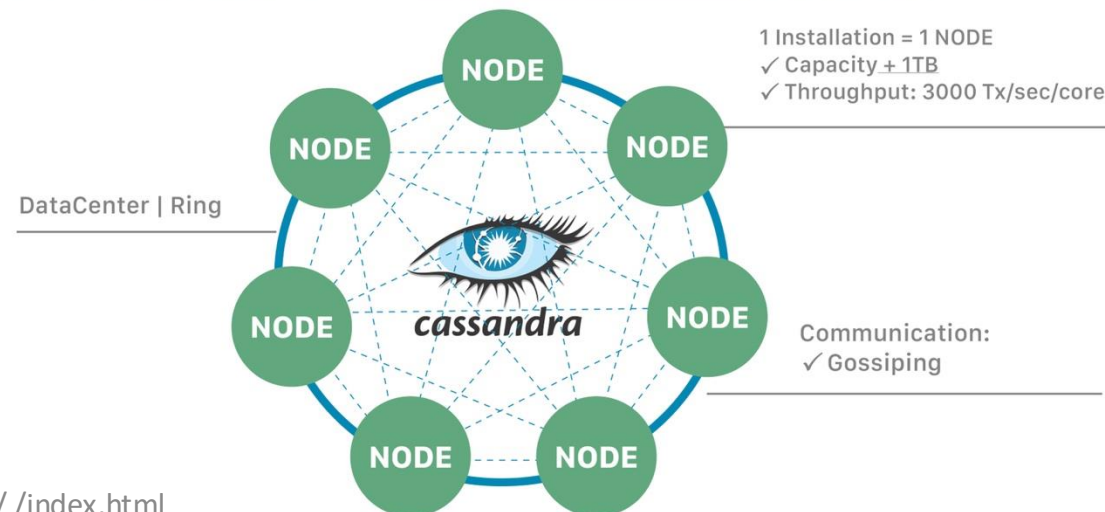 NODE
1 Installation = 1 NODE
✓ Capacity + 1TB
✓ Throughput: 3000 Tx/sec/core
NODE
NODE
DataCenter | Ring
cassandra
NODE
NODE
Communication:
✓ Gossiping
NODE
NODE
/ /index.html